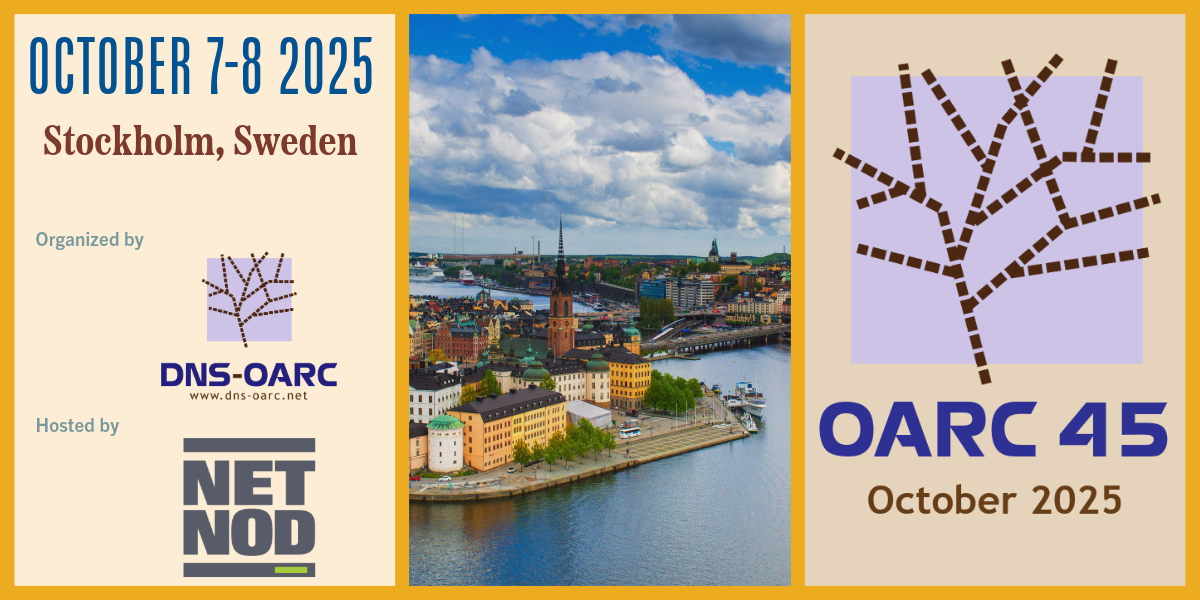 OCTOBER 7-8 2025
Stockholm, Sweden
Organized by
DNS-OARC
www.dns-oarc.net
Hosted by
NET
NOD
OARC 45
October 2025